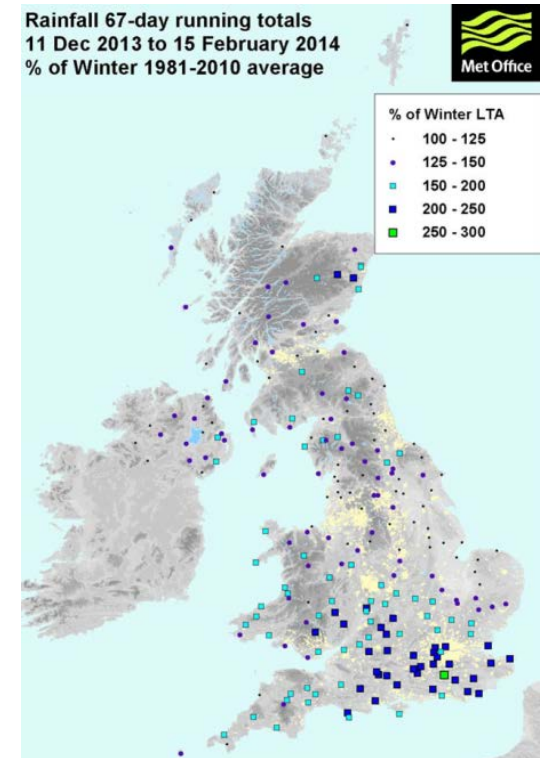 Rainfall 67-day running totals
11 Dec 2013 to 15 February 2014
% of Winter 1981-2010 average
Met Office
% of Winter LTA
100 - 125
125 - 150
150 - 200
200 - 250
250 - 300